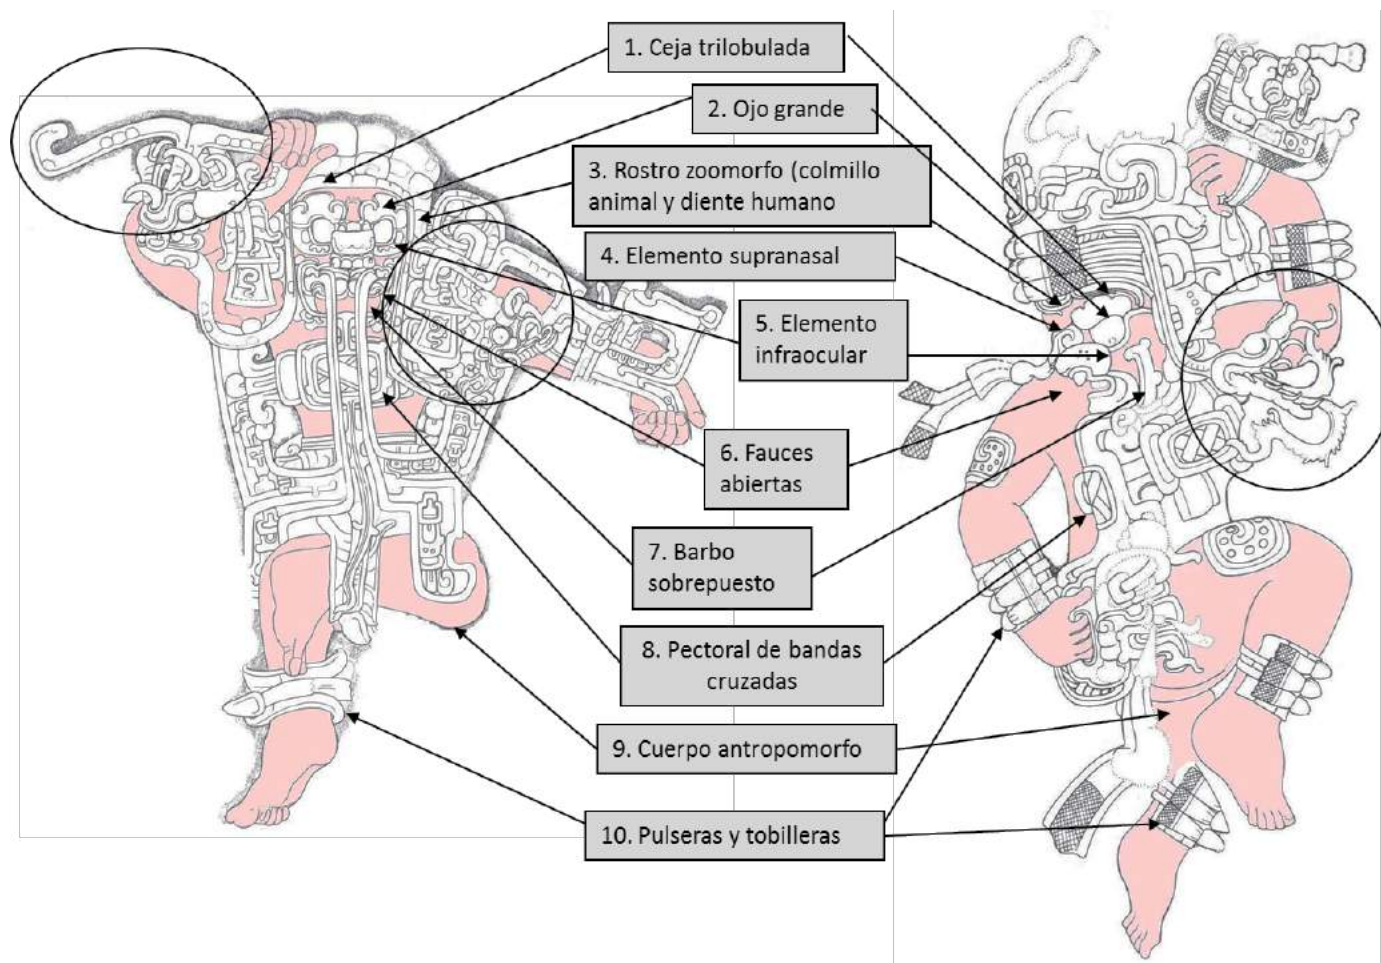 1. Ceja trilobulada
2. Ojo grande
3. Rostro zoomorfo (colmillo
animal y diente humano
4. Elemento supranasal
5. Elemento
infraocular
6. Fauces
abiertas
7. Barbo
sobrepuesto
8. Pectoral de bandas
cruzadas
9. Cuerpo antropomorfo
10. Pulseras y tobilleras